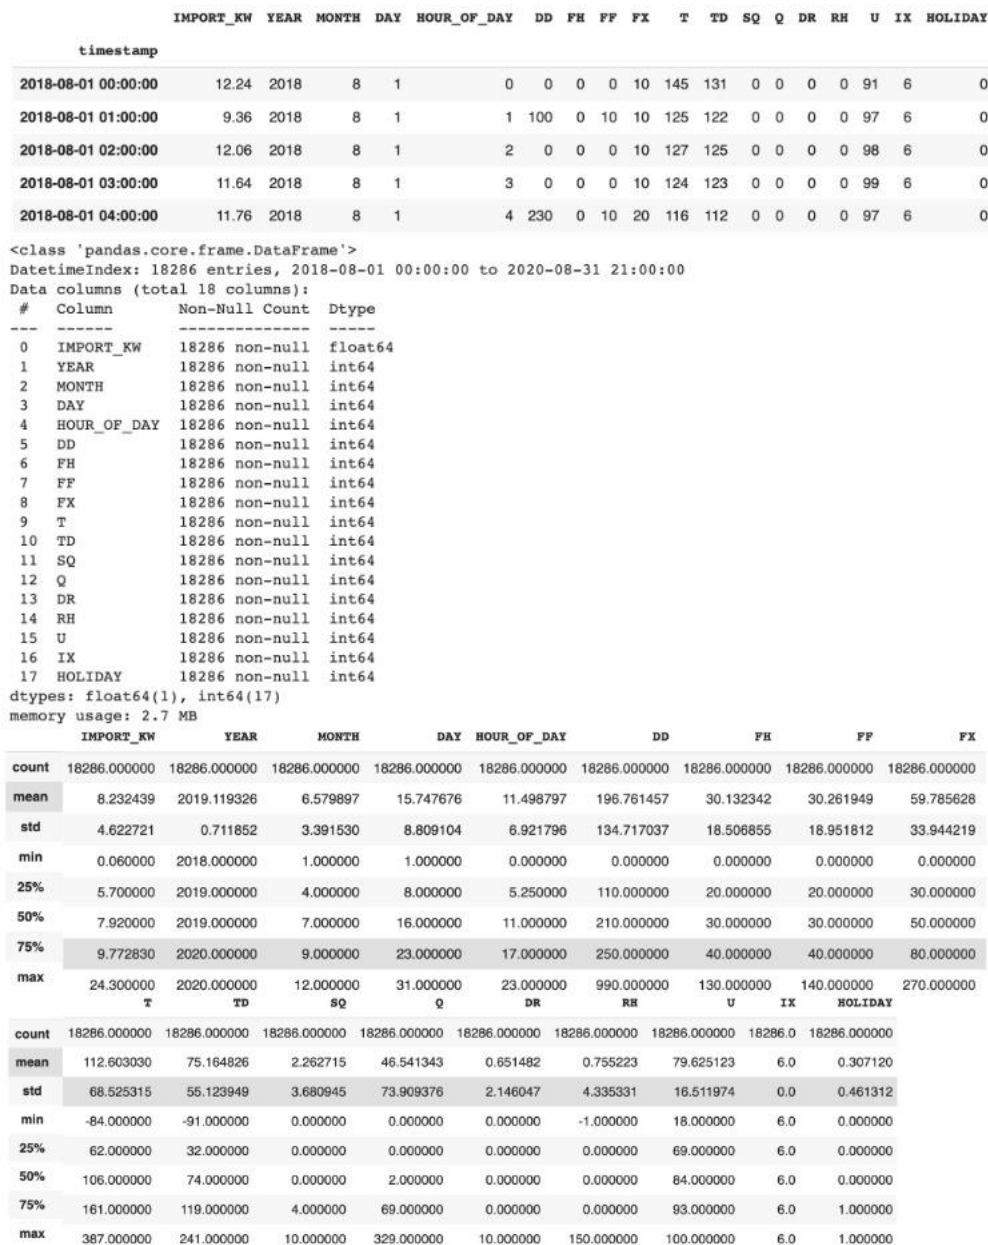 IMPORT_KW YEAR MONTH DAY HOUR_OF_DAY DD FH FF FX T TD SQ Q DR RH U IX HOLIDAY
timestamp
2018-08-01 00:00:00 12.24 2018 8 1 0 0 0 0 10 145 131 0 0 0 0 91 6 0
2018-08-01 01:00:00 9.36 2018 8 1 1 100 0 10 10 125 122 0 0 0 0 97 6 0
2018-08-01 02:00:00 12.06 2018 8 1 2 0 0 0 10 127 125 0 0 0 0 98 6 0
2018-08-01 03:00:00 11.64 2018 8 1 3 0 0 0 10 124 123 0 0 0 0 99 6 0
2018-08-01 04:00:00 11.76 2018 8 1 4 230 0 10 20 116 112 0 0 0 0 97 6 0
<class 'pandas.core.frame.DataFrame'>
DatetimeIndex: 18286 entries, 2018-08-01 00:00:00 to 2020-08-31 21:00:00
Data columns (total 18 columns):
# Column Non-Null Count Dtype
--- ------ -------------- -----
0 IMPORT_KW 18286 non-null float64
1 YEAR 18286 non-null int64
2 MONTH 18286 non-null int64
3 DAY 18286 non-null int64
4 HOUR_OF_DAY 18286 non-null int64
5 DD 18286 non-null int64
6 FH 18286 non-null int64
7 FF 18286 non-null int64
8 FX 18286 non-null int64
9 T 18286 non-null int64
10 TD 18286 non-null int64
11 SQ 18286 non-null int64
12 Q 18286 non-null int64
13 DR 18286 non-null int64
14 RH 18286 non-null int64
15 U 18286 non-null int64
16 IX 18286 non-null int64
17 HOLIDAY 18286 non-null int64
dtypes: float64(1), int64(17)
memory usage: 2.7 MB
IMPORT_KW YEAR MONTH DAY HOUR_OF_DAY DD FH FF FX
count 18286.000000 18286.000000 18286.000000 18286.000000 18286.000000 18286.000000 18286.000000 18286.000000 18286.000000
mean 8.232439 2019.119326 6.579897 15.747676 11.498797 196.761457 30.132342 30.261949 59.785628
std 4.622721 0.711852 3.391530 8.809104 6.921796 134.717037 18.506855 18.951812 33.944219
min 0.060000 2018.000000 1.000000 1.000000 0.000000 0.000000 0.000000 0.000000 0.000000
25% 5.700000 2019.000000 4.000000 8.000000 5.250000 110.000000 20.000000 20.000000 30.000000
50% 7.920000 2019.000000 7.000000 16.000000 11.000000 210.000000 30.000000 30.000000 50.000000
75% 9.772830 2020.000000 9.000000 23.000000 17.000000 250.000000 40.000000 40.000000 80.000000
max 24.300000 2020.000000 12.000000 31.000000 23.000000 990.000000 130.000000 140.000000 270.000000
T TD SQ Q DR RH U IX HOLIDAY
count 18286.000000 18286.000000 18286.000000 18286.000000 18286.000000 18286.000000 18286.000000 18286.0 18286.000000
mean 112.603030 75.164826 2.262715 46.541343 0.651482 0.755223 79.625123 6.0 0.307120
std 68.525315 55.123949 3.680945 73.909376 2.146047 4.335331 16.511974 0.0 0.461312
min -84.000000 -91.000000 0.000000 0.000000 0.000000 -1.000000 18.000000 6.0 0.000000
25% 62.000000 32.000000 0.000000 0.000000 0.000000 0.000000 69.000000 6.0 0.000000
50% 106.000000 74.000000 0.000000 2.000000 0.000000 0.000000 84.000000 6.0 0.000000
75% 161.000000 119.000000 4.000000 69.000000 0.000000 0.000000 93.000000 6.0 1.000000
max 387.000000 241.000000 10.000000 329.000000 10.000000 150.000000 100.000000 6.0 1.000000